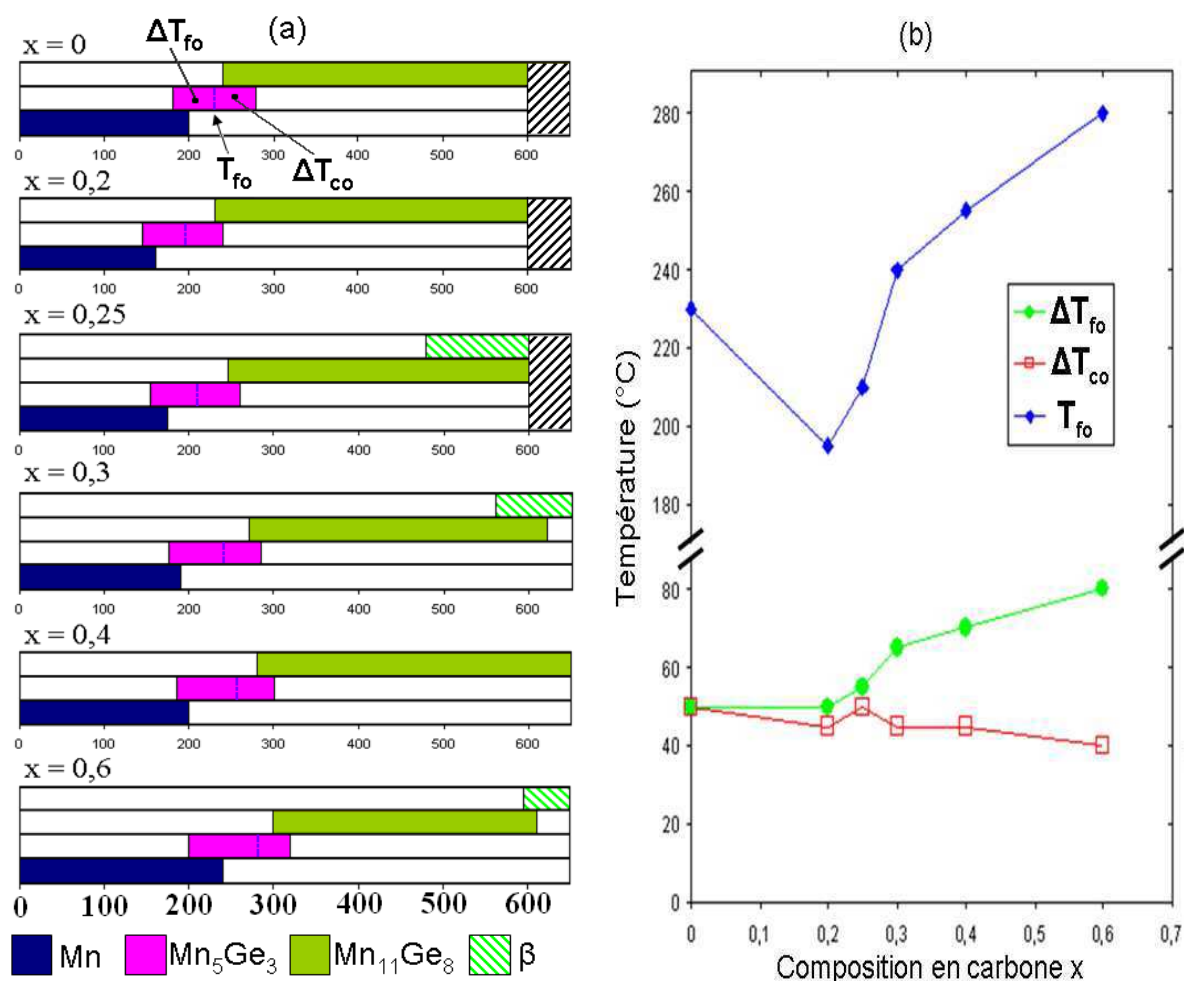 (a)
x = 0
ΔTfo
0 100 200 300 400 500 600
Tfo
ΔTco
x = 0,2
0 100 200 300 400 500 600
x = 0,25
0 100 200 300 400 500 600
x = 0,3
0 100 200 300 400 500 600
x = 0,4
0 100 200 300 400 500 600
x = 0,6
0 100 200 300 400 500 600
Mn
Mn5Ge3
Mn11Ge8
β
(b)
Température (°C)
280
260
240
220
200
180
80
60
40
20
0
ΔTfo
ΔTco
Tfo
0 0,1 0,2 0,3 0,4 0,5 0,6 0,7
Composition en carbone x